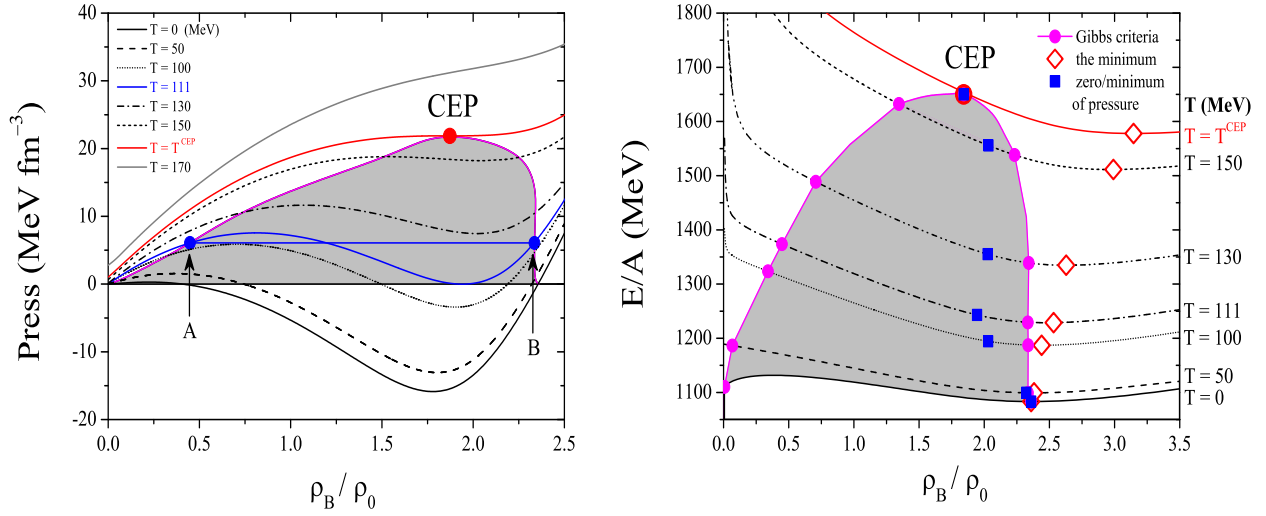 Press (MeV fm⁻³)
40
30
20
10
0
-10
-20
0.0 0.5 1.0 1.5 2.0 2.5
ρB / ρ0
T = 0 (MeV)
T = 50
T = 100
T = 111
T = 130
T = 150
T = T^CEP
T = 170
CEP
A
B
E/A (MeV)
1800
1700
1600
1500
1400
1300
1200
1100
0.0 0.5 1.0 1.5 2.0 2.5 3.0 3.5
ρB / ρ0
CEP
Gibbs criteria
the minimum
zero/minimum
of pressure
T (MeV)
T = T^CEP
T = 150
T = 130
T = 111
T = 100
T = 50
T = 0